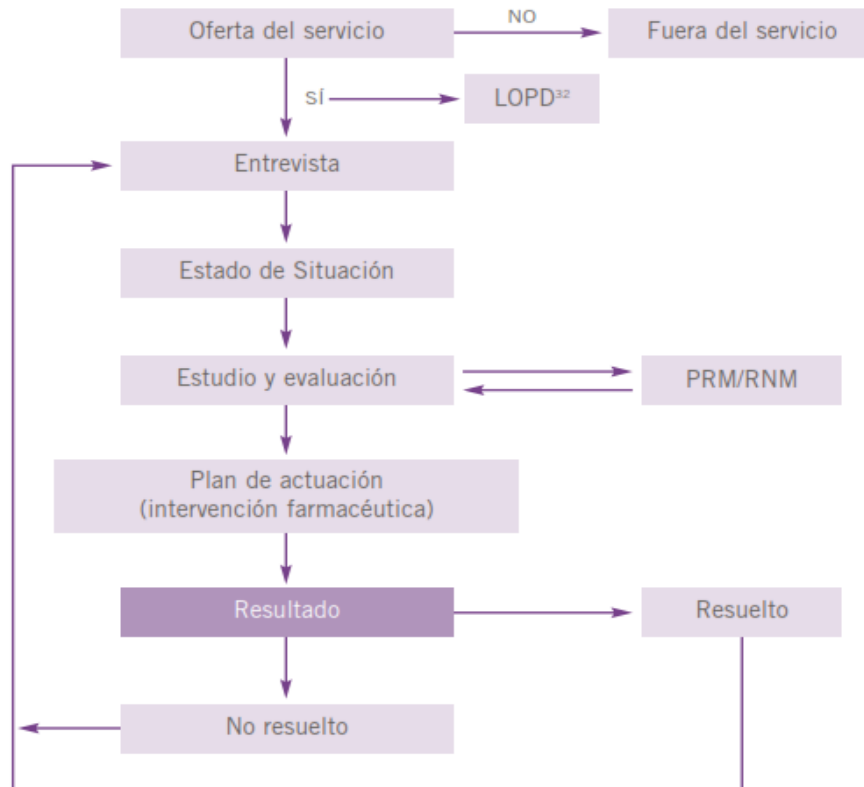 Oferta del servicio
NO
Fuera del servicio
SÍ
LOPD³²
Entrevista
Estado de Situación
Estudio y evaluación
PRM/RNM
Plan de actuación
(intervención farmacéutica)
Resultado
Resuelto
No resuelto